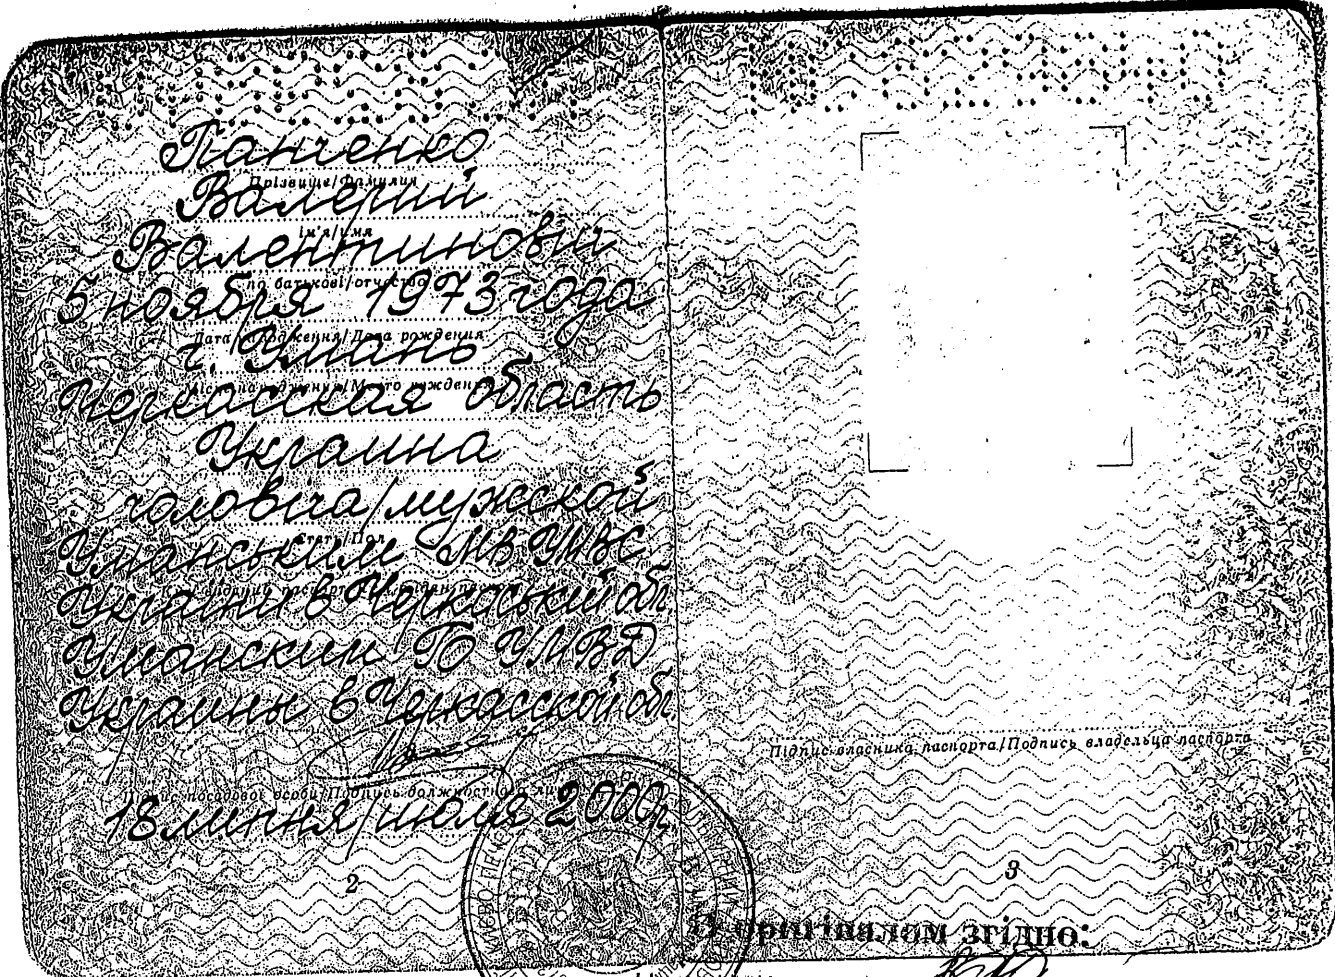 Панченко
Прізвище/Фамилия
Валерий
ім'я/имя
Валентинович
по батькові/отчество
5 ноября 1973 года
Дата народження/Дата рождения
г. Умань
Місце народження/Место рождения
Черкасская область
Украина
чоловіча/мужской
Стать/Пол
Уманським МВ УМВС
України в Черкаській обл
Уманским ГО УМВД
Украины в Черкасской обл
Підпис посадової особи/Подпись должностного лица
18 липня/июля 2000р.
2
Підпис власника паспорта/Подпись владельца паспорта
3
З оригіналом згідно: